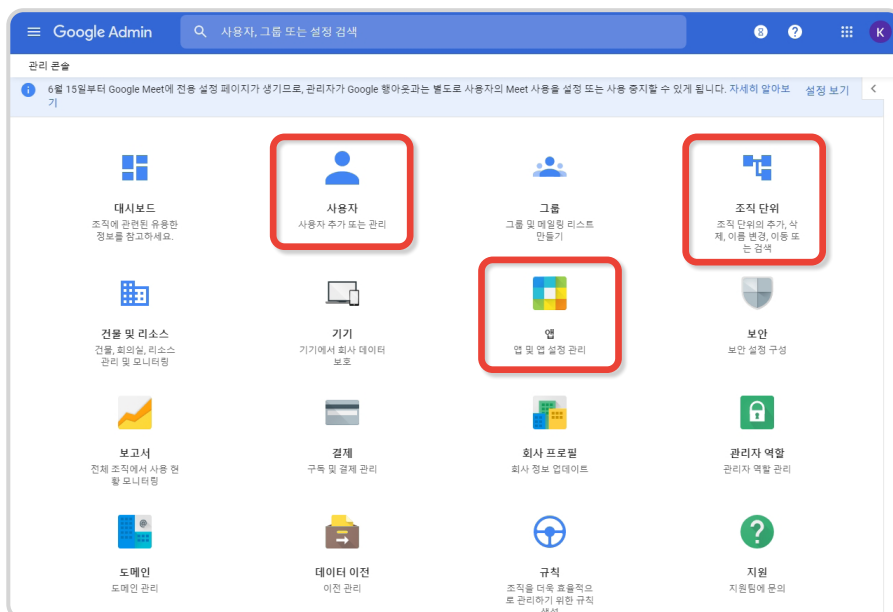 Google Admin
사용자, 그룹 또는 설정 검색
8
?
K
관리 콘솔
6월 15일부터 Google Meet에 전용 설정 페이지가 생기므로, 관리자가 Google 행아웃과는 별도로 사용자의 Meet 사용을 설정 또는 사용 중지할 수 있게 됩니다. 자세히 알아보
기
설정 보기
대시보드
조직에 관련된 유용한
정보를 참고하세요.
사용자
사용자 추가 또는 관리
그룹
그룹 및 메일링 리스트
만들기
조직 단위
조직 단위의 추가, 삭
제, 이름 변경, 이동 또
는 검색
건물 및 리소스
건물, 회의실, 리소스
관리 및 모니터링
기기
기기에서 회사 데이터
보호
앱
앱 및 앱 설정 관리
보안
보안 설정 구성
보고서
전체 조직에서 사용 현
황 모니터링
결제
구독 및 결제 관리
회사 프로필
회사 정보 업데이트
관리자 역할
관리자 역할 관리
@
도메인
도메인 관리
데이터 이전
이전 관리
규칙
조직을 더욱 효율적으
로 관리하기 위한 규칙
생성
?
지원
지원팀에 문의